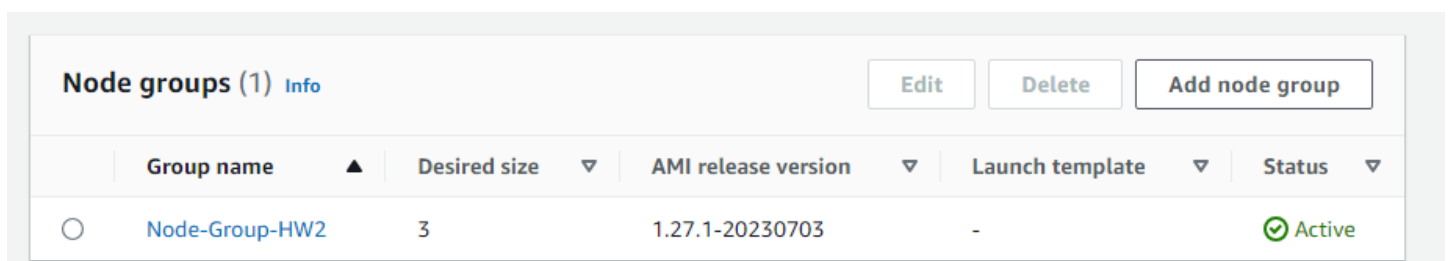 Node groups (1) Info Edit Delete Add node group
Group name Desired size AMI release version Launch template Status
Node-Group-HW2 3 1.27.1-20230703 - Active